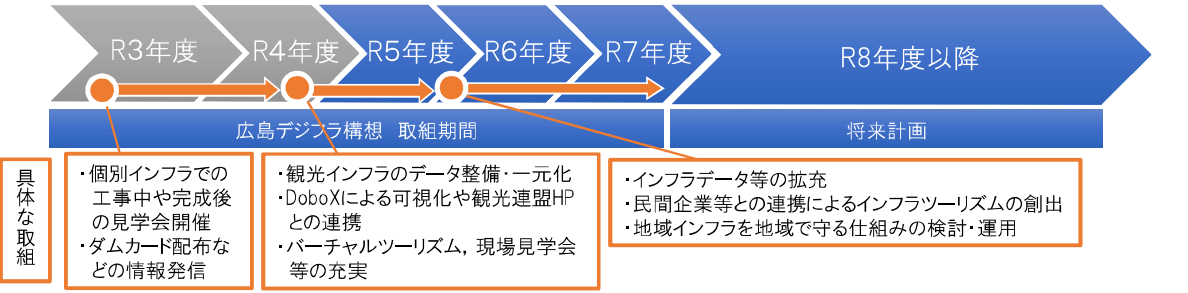 R3年度
R4年度
R5年度
R6年度
R7年度
R8年度以降
広島デジフラ構想 取組期間
将来計画
具体な取組
・個別インフラでの
工事中や完成後
の見学会開催
・ダムカード配布な
どの情報発信
・観光インフラのデータ整備・一元化
・DoboXによる可視化や観光連盟HP
との連携
・バーチャルツーリズム，現場見学会
等の充実
・インフラデータ等の拡充
・民間企業等との連携によるインフラツーリズムの創出
・地域インフラを地域で守る仕組みの検討・運用